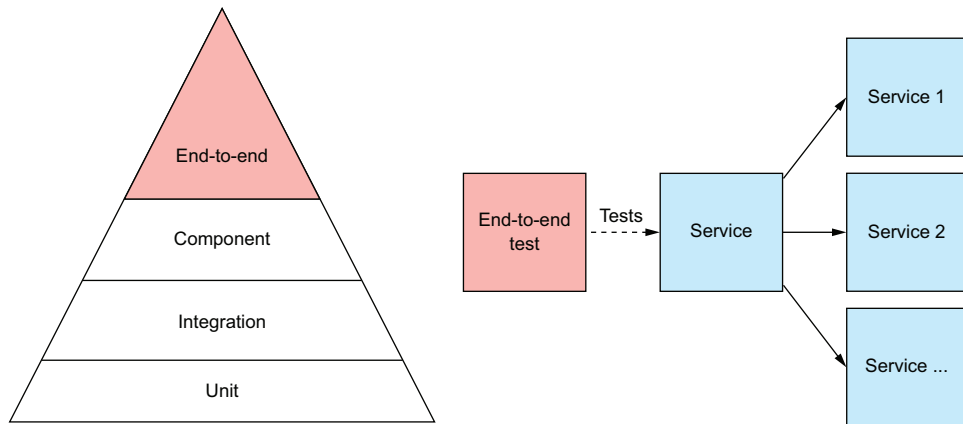 End-to-end
Component
Integration
Unit
End-to-end
test
Tests
Service
Service 1
Service 2
Service ...